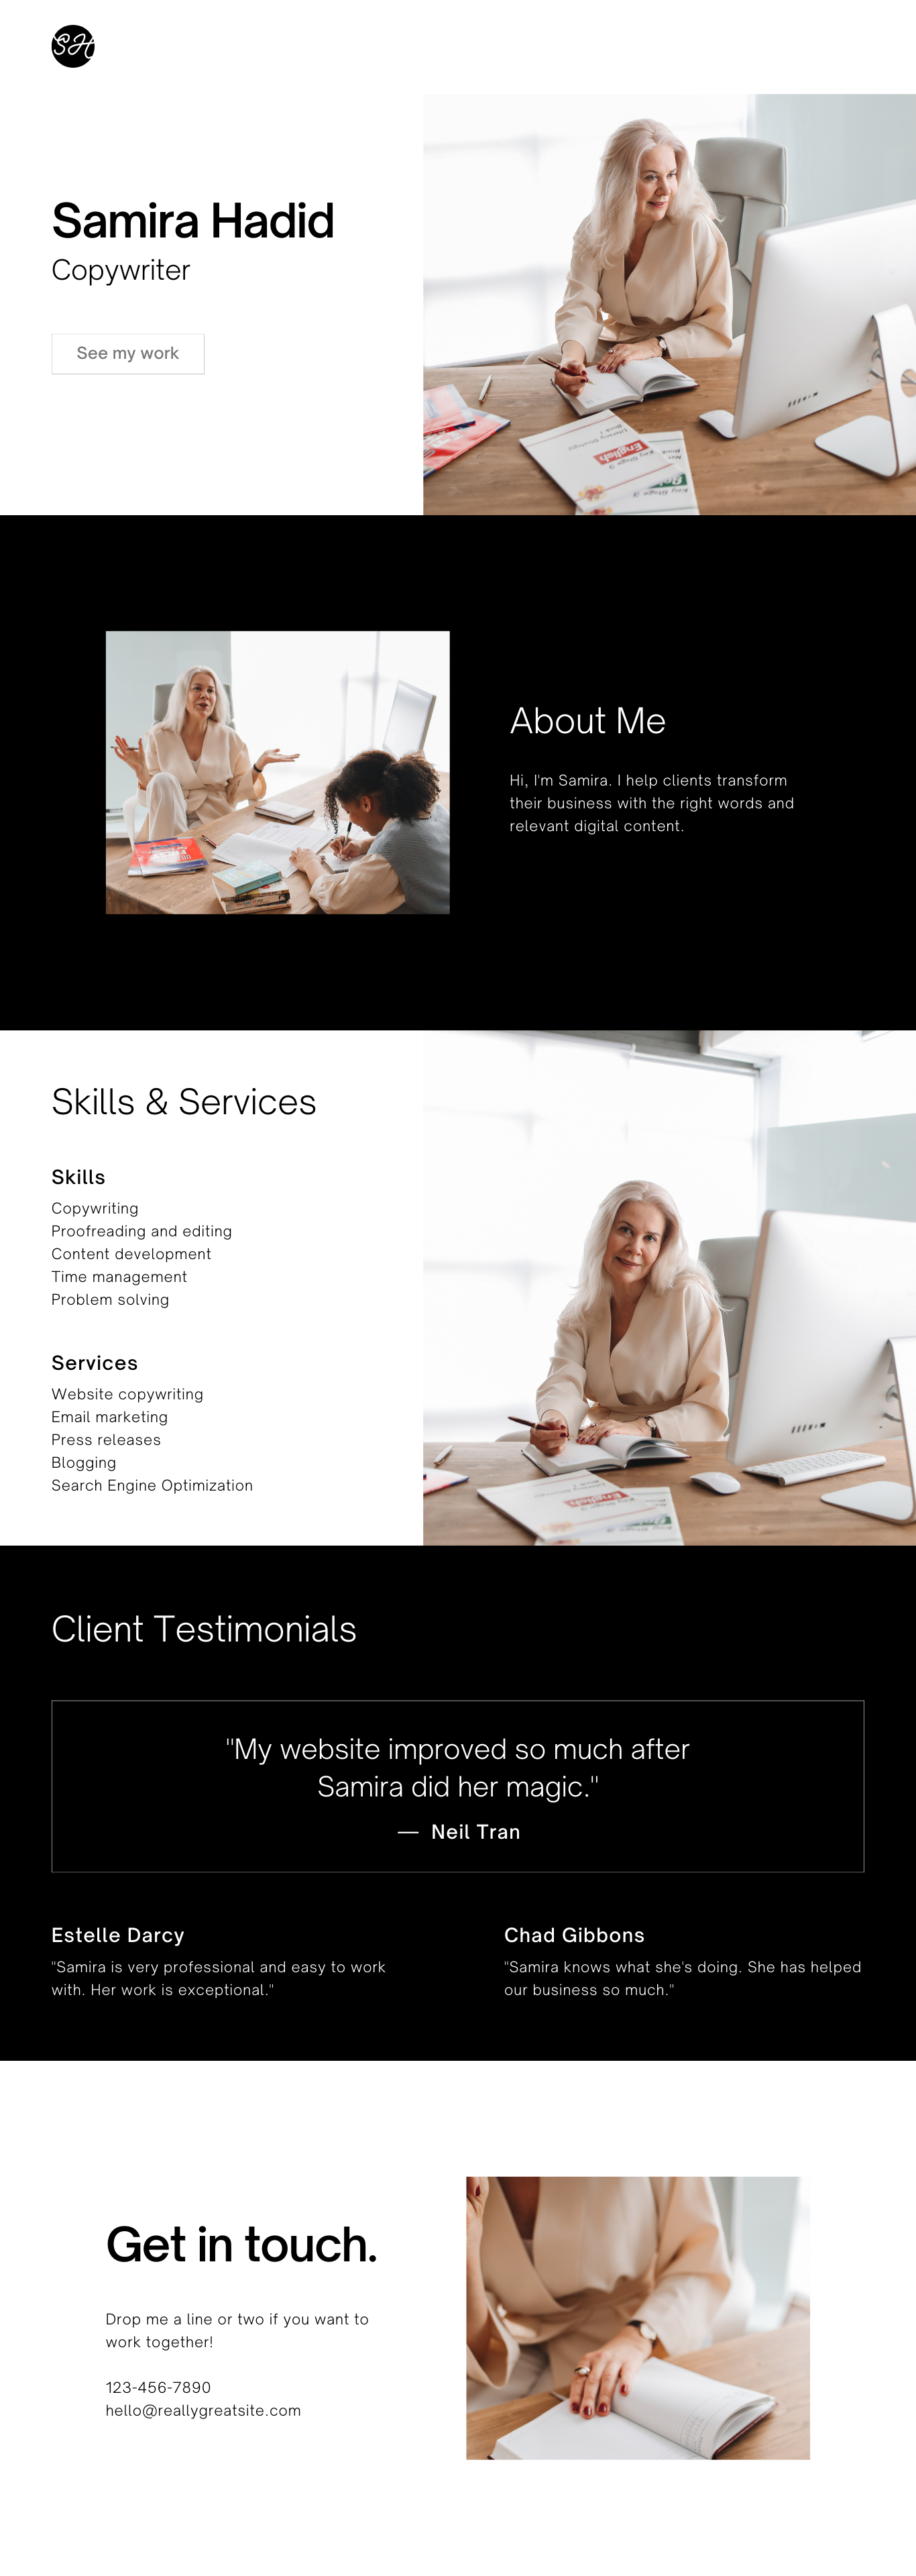 SH
Samira Hadid
Copywriter
See my work
English
English
About Me
Hi, I'm Samira. I help clients transform
their business with the right words and
relevant digital content.
Skills & Services
Skills
Copywriting
Proofreading and editing
Content development
Time management
Problem solving
Services
Website copywriting
Email marketing
Press releases
Blogging
Search Engine Optimization
Client Testimonials
"My website improved so much after
Samira did her magic."
— Neil Tran
Estelle Darcy
"Samira is very professional and easy to work
with. Her work is exceptional."
Chad Gibbons
"Samira knows what she's doing. She has helped
our business so much."
Get in touch.
Drop me a line or two if you want to
work together!
123-456-7890
hello@reallygreatsite.com